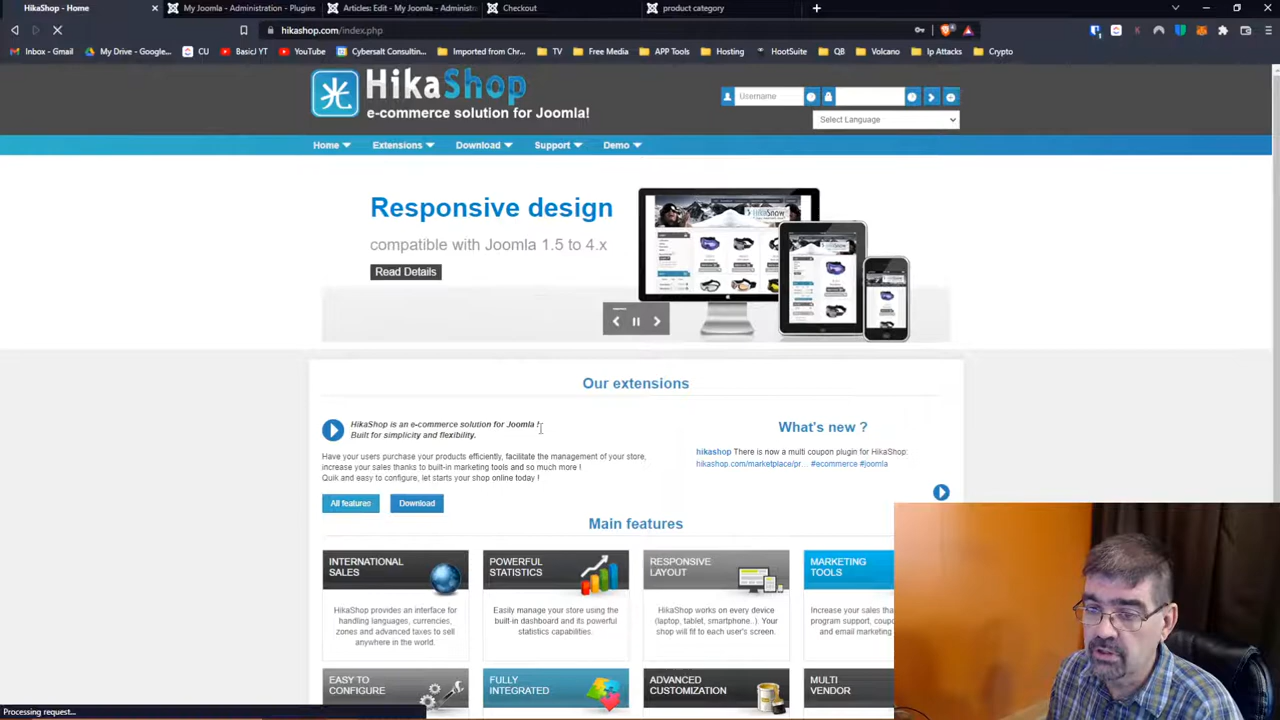 HikaShop - Home
My Joomla - Administration - Plugins
Articles: Edit - My Joomla - Administr
Checkout
product category
hikashop.com/index.php
Inbox - Gmail
My Drive - Google...
CU
BasicJ YT
YouTube
Cybersalt Consultin...
Imported from Chr...
TV
Free Media
APP Tools
Hosting
HootSuite
QB
Volcano
Ip Attacks
Crypto
HikaShop
e-commerce solution for Joomla!
Username
Select Language
Home
Extensions
Download
Support
Demo
Responsive design
compatible with Joomla 1.5 to 4.x
Read Details
Our extensions
HikaShop is an e-commerce solution for Joomla !
Built for simplicity and flexibility.
Have your users purchase your products efficiently, facilitate the management of your store,
increase your sales thanks to built-in marketing tools and so much more !
Quik and easy to configure, let starts your shop online today !
All features
Download
What's new ?
hikashop There is now a multi coupon plugin for HikaShop:
hikashop.com/marketplace/pr... #ecommerce #joomla
Main features
INTERNATIONAL
SALES
HikaShop provides an interface for
handling languages, currencies,
zones and advanced taxes to sell
anywhere in the world.
POWERFUL
STATISTICS
Easily manage your store using the
built-in dashboard and its powerful
statistics capabilities.
RESPONSIVE
LAYOUT
HikaShop works on every device
(laptop, tablet, smartphone..). Your
shop will fit to each user's screen.
MARKETING
TOOLS
Increase your sales tha
program support, coup
and email marketing
EASY TO
CONFIGURE
FULLY
INTEGRATED
ADVANCED
CUSTOMIZATION
MULTI
VENDOR
Processing request...